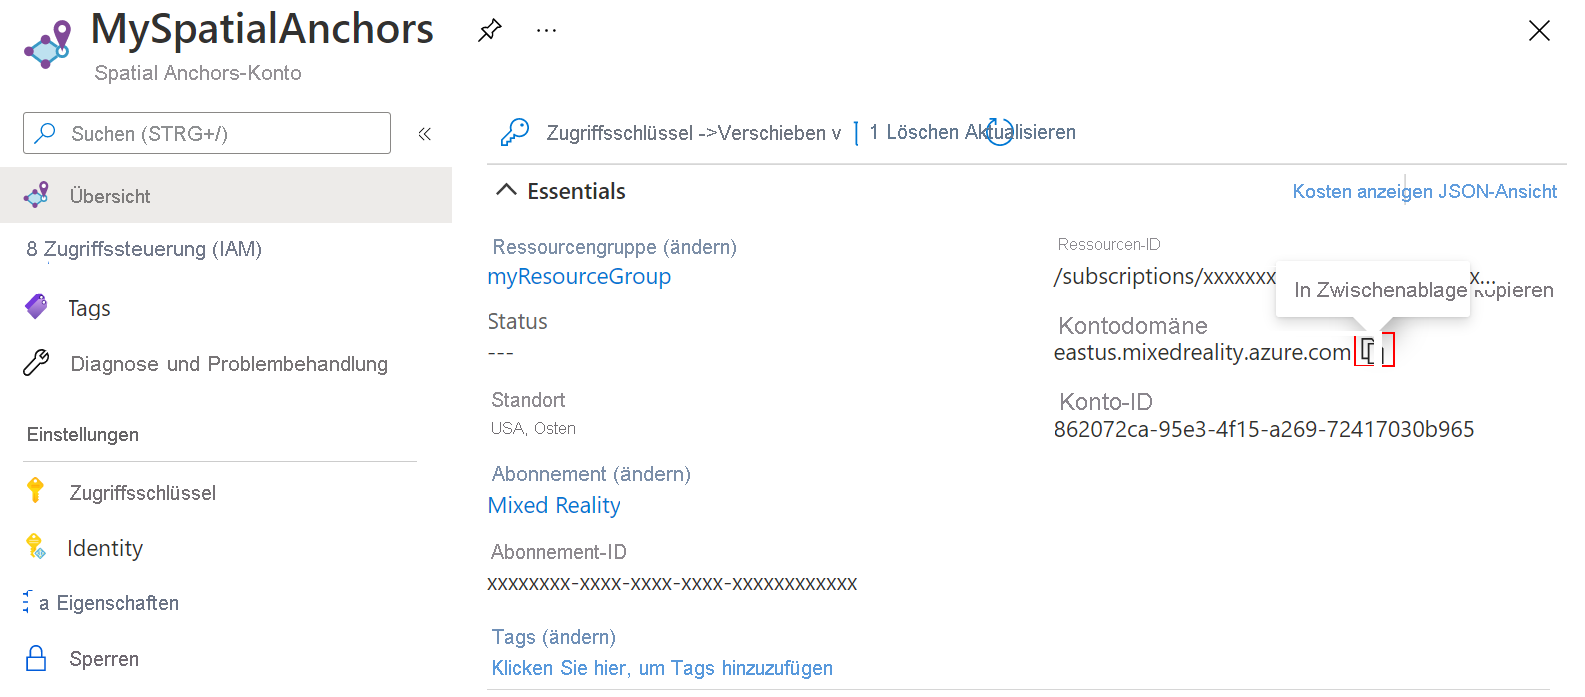 MySpatialAnchors
...
Spatial Anchors-Konto
Suchen (STRG+/)
«
Übersicht
8 Zugriffssteuerung (IAM)
Tags
Diagnose und Problembehandlung
Einstellungen
Zugriffsschlüssel
Identity
a Eigenschaften
Sperren
Zugriffsschlüssel ->Verschieben v
1 Löschen Aktualisieren
Essentials
Kosten anzeigen JSON-Ansicht
Ressourcengruppe (ändern)
myResourceGroup
Status
---
Standort
USA, Osten
Abonnement (ändern)
Mixed Reality
Abonnement-ID
xxxxxxxx-xxxx-xxxx-xxxx-xxxxxxxxxxxx
Tags (ändern)
Klicken Sie hier, um Tags hinzuzufügen
Ressourcen-ID
/subscriptions/xxxxxxx x...
In Zwischenablage kopieren
Kontodomäne
eastus.mixedreality.azure.com
Konto-ID
862072ca-95e3-4f15-a269-72417030b965